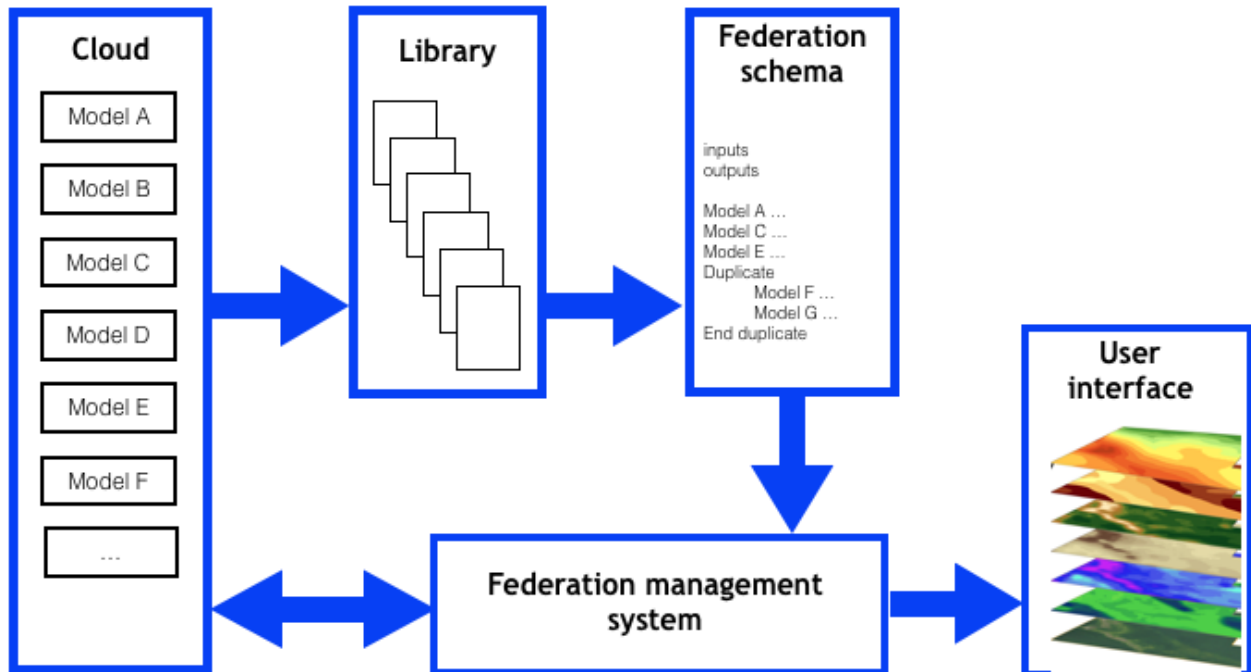 Cloud
Model A
Model B
Model C
Model D
Model E
Model F
...
Library
Federation
schema
inputs
outputs
Model A ...
Model C ...
Model E ...
Duplicate
Model F ...
Model G ...
End duplicate
Federation management
system
User
interface